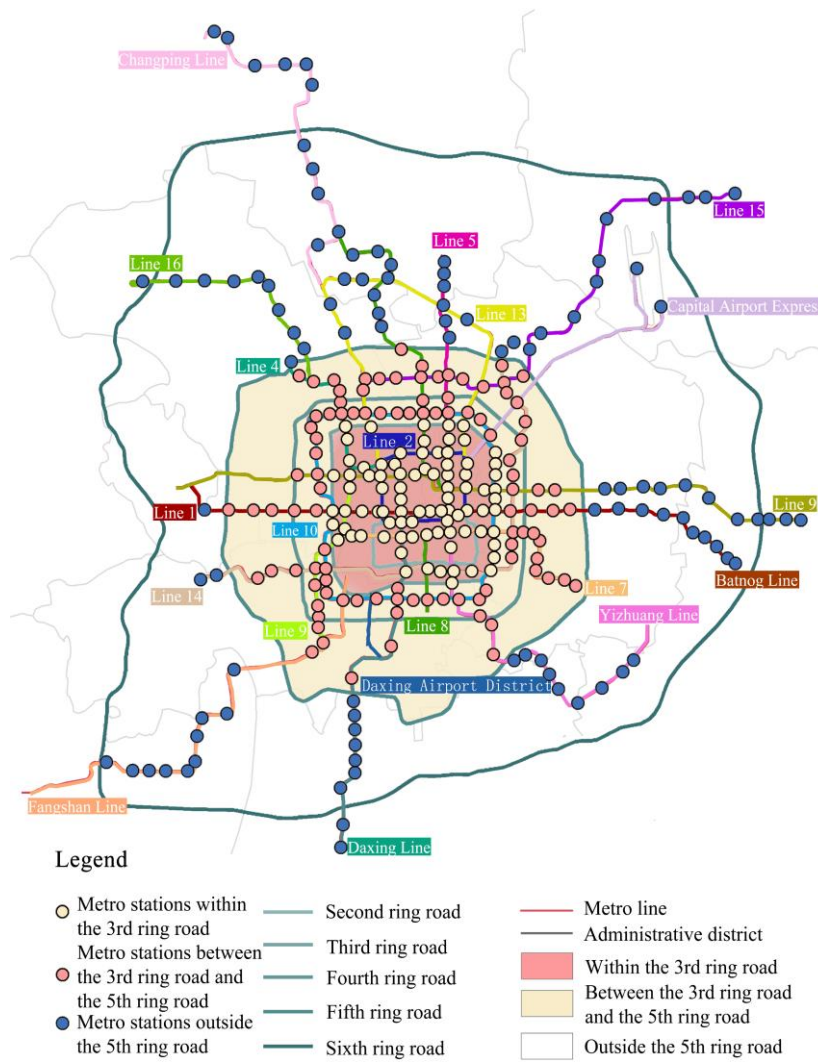 Changping Line
Line 15
Line 5
Line 16
Capital Airport Expres
Line 13
Line 4
Line 2
Line 9
Line 1
Line 10
Batnog Line
Line 14
Line 7
Line 9
Line 8
Yizhuang Line
Daxing Airport District
Fangshan Line
Daxing Line
Legend
Metro stations within
the 3rd ring road
Metro stations between
the 3rd ring road and
the 5th ring road
Metro stations outside
the 5th ring road
Second ring road
Third ring road
Fourth ring road
Fifth ring road
Sixth ring road
Metro line
Administrative district
Within the 3rd ring road
Between the 3rd ring road
and the 5th ring road
Outside the 5th ring road